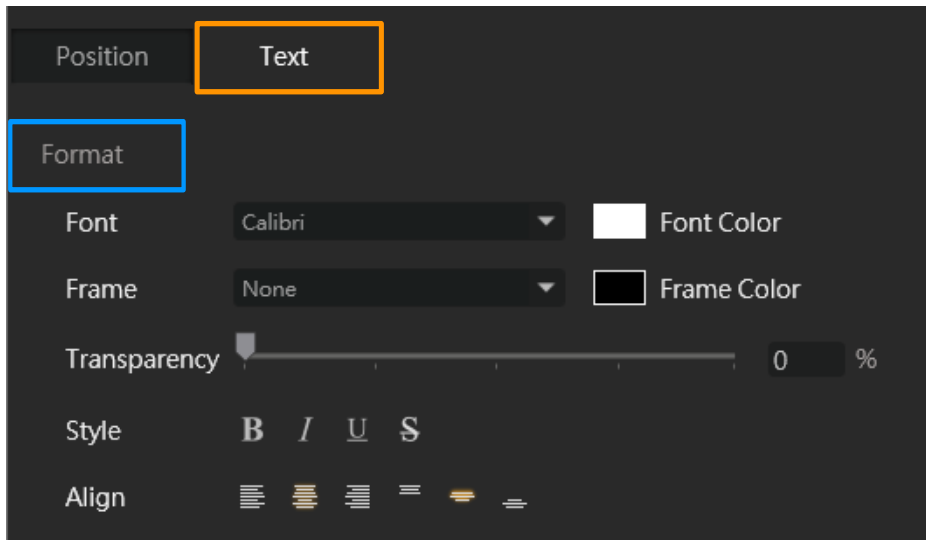 Position Text
Format
Font Calibri Font Color
Frame None Frame Color
Transparency 0 %
Style B I U S
Align